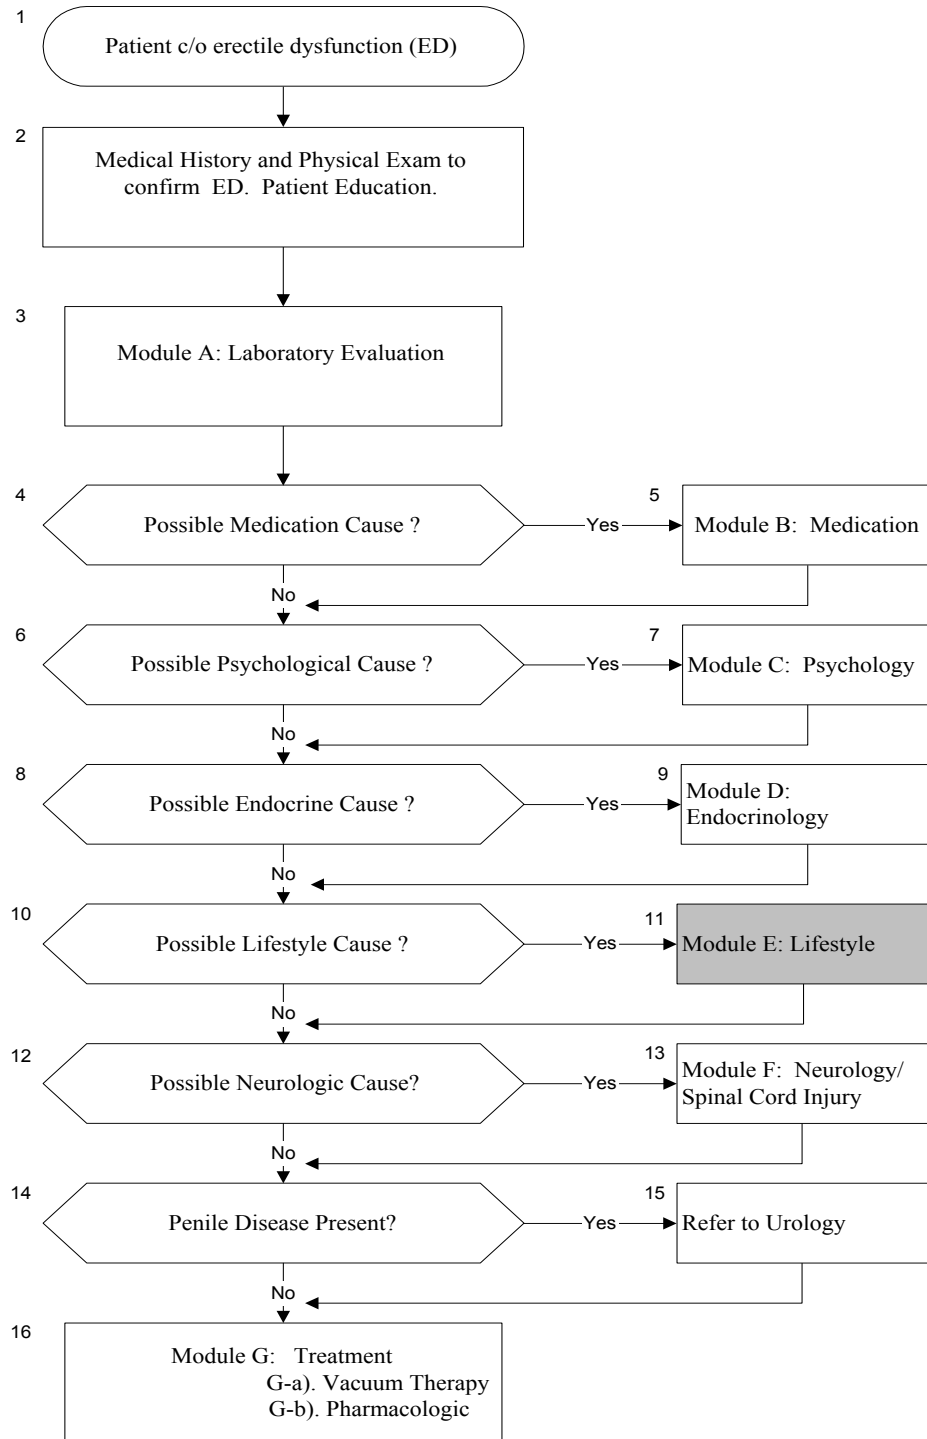 1
Patient c/o erectile dysfunction (ED)
2
Medical History and Physical Exam to
confirm ED. Patient Education.
3
Module A: Laboratory Evaluation
4
Possible Medication Cause ?
Yes
5
Module B: Medication
No
6
Possible Psychological Cause ?
Yes
7
Module C: Psychology
No
8
Possible Endocrine Cause ?
Yes
9
Module D:
Endocrinology
No
10
Possible Lifestyle Cause ?
Yes
11
Module E: Lifestyle
No
12
Possible Neurologic Cause?
Yes
13
Module F: Neurology/
Spinal Cord Injury
No
14
Penile Disease Present?
Yes
15
Refer to Urology
No
16
Module G: Treatment
G-a). Vacuum Therapy
G-b). Pharmacologic